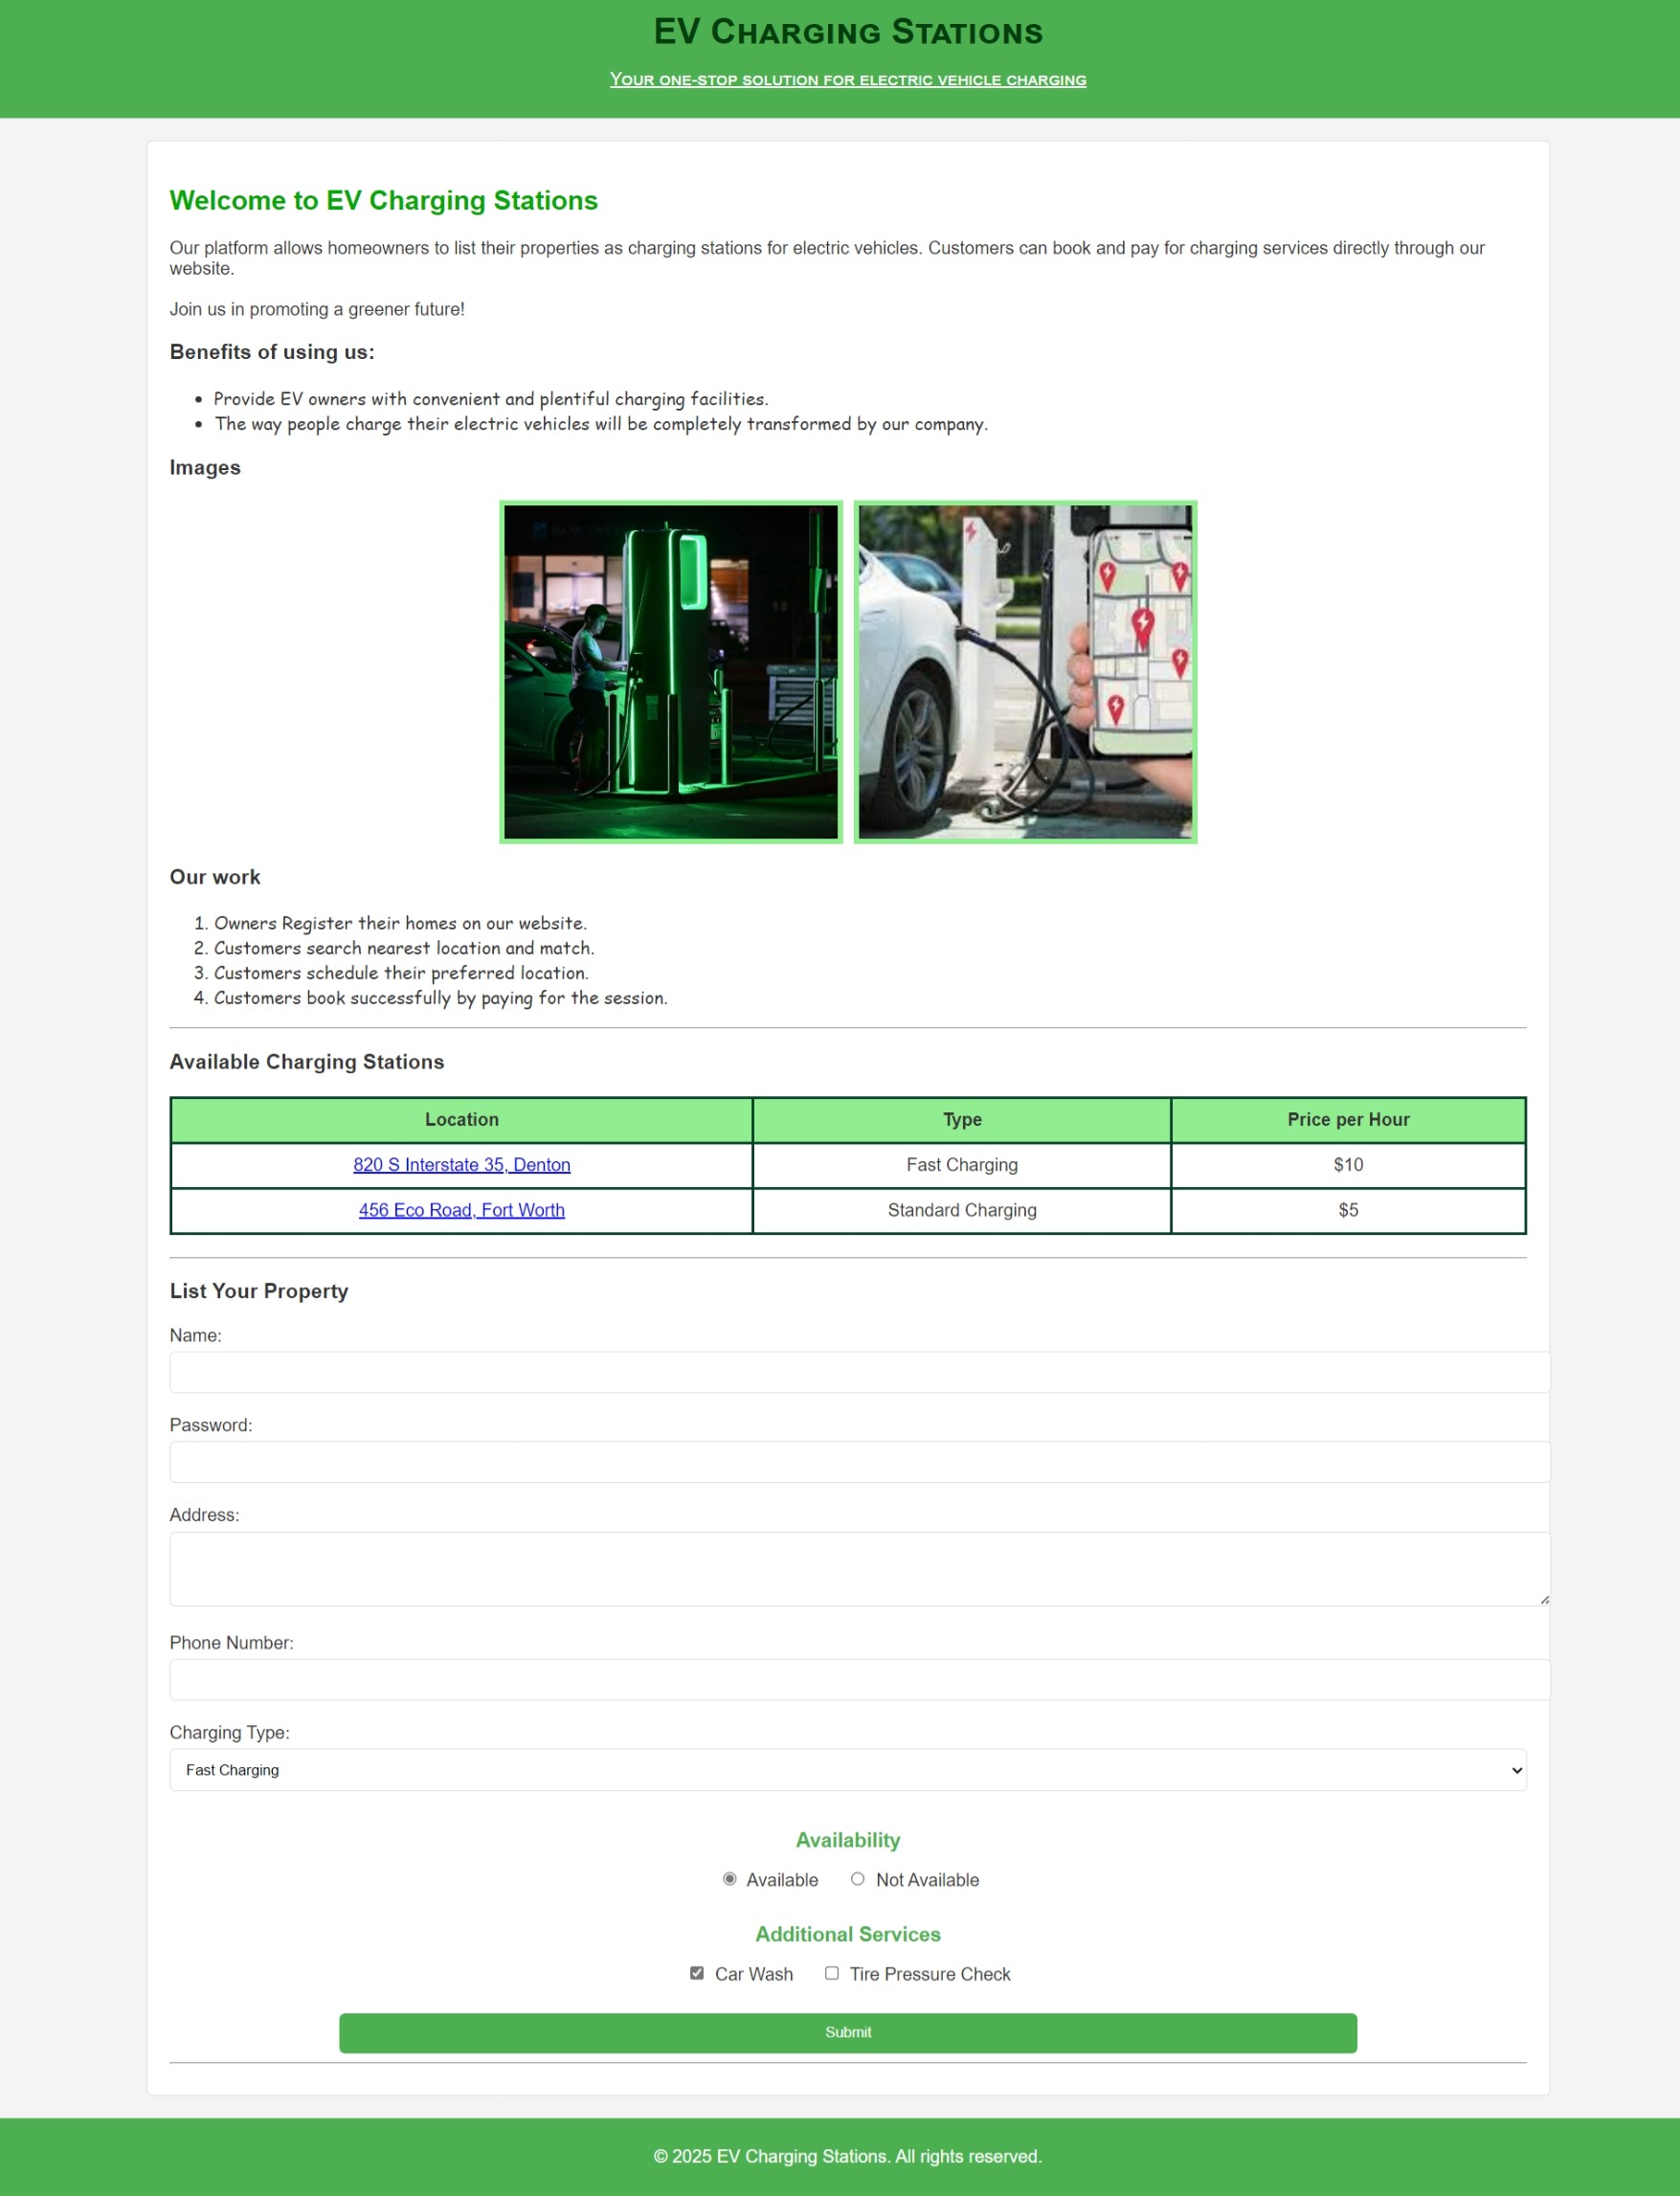 EV Charging Stations
Your one-stop solution for electric vehicle charging
Welcome to EV Charging Stations
Our platform allows homeowners to list their properties as charging stations for electric vehicles. Customers can book and pay for charging services directly through our
website.
Join us in promoting a greener future!
Benefits of using us:
• Provide EV owners with convenient and plentiful charging facilities.
• The way people charge their electric vehicles will be completely transformed by our company.
Images
Our work
1. Owners Register their homes on our website.
2. Customers search nearest location and match.
3. Customers schedule their preferred location.
4. Customers book successfully by paying for the session.
Available Charging Stations
Location Type Price per Hour
820 S Interstate 35, Denton Fast Charging $10
456 Eco Road, Fort Worth Standard Charging $5
List Your Property
Name:
Password:
Address:
Phone Number:
Charging Type:
Fast Charging
Availability
Available Not Available
Additional Services
Car Wash Tire Pressure Check
Submit
© 2025 EV Charging Stations. All rights reserved.